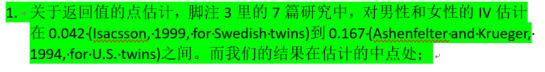 1. 关于返回值的点估计，脚注 3 里的 7 篇研究中，对男性和女性的 IV 估计
在 0.042 (Isacsson, 1999, for Swedish twins)到 0.167 (Ashenfelter and Krueger,
1994, for U.S. twins)之间。而我们的结果在估计的中点处；